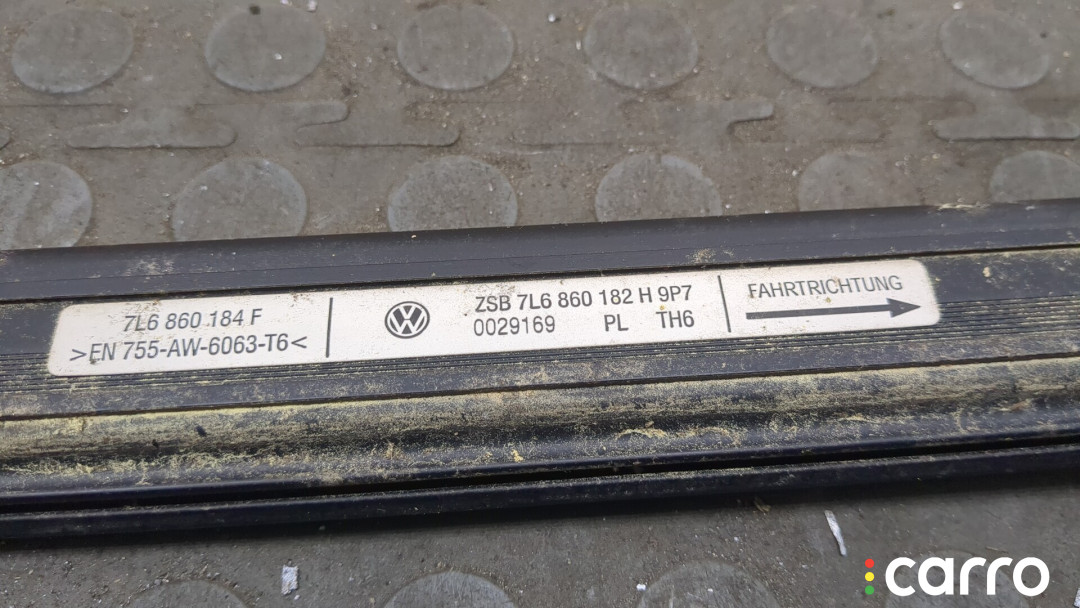 7L6 860 184 F
>EN 755-AW-6063-T6<
ZSB 7L6 860 182 H 9P7
0029169 PL TH6
FAHRTRICHTUNG
carro